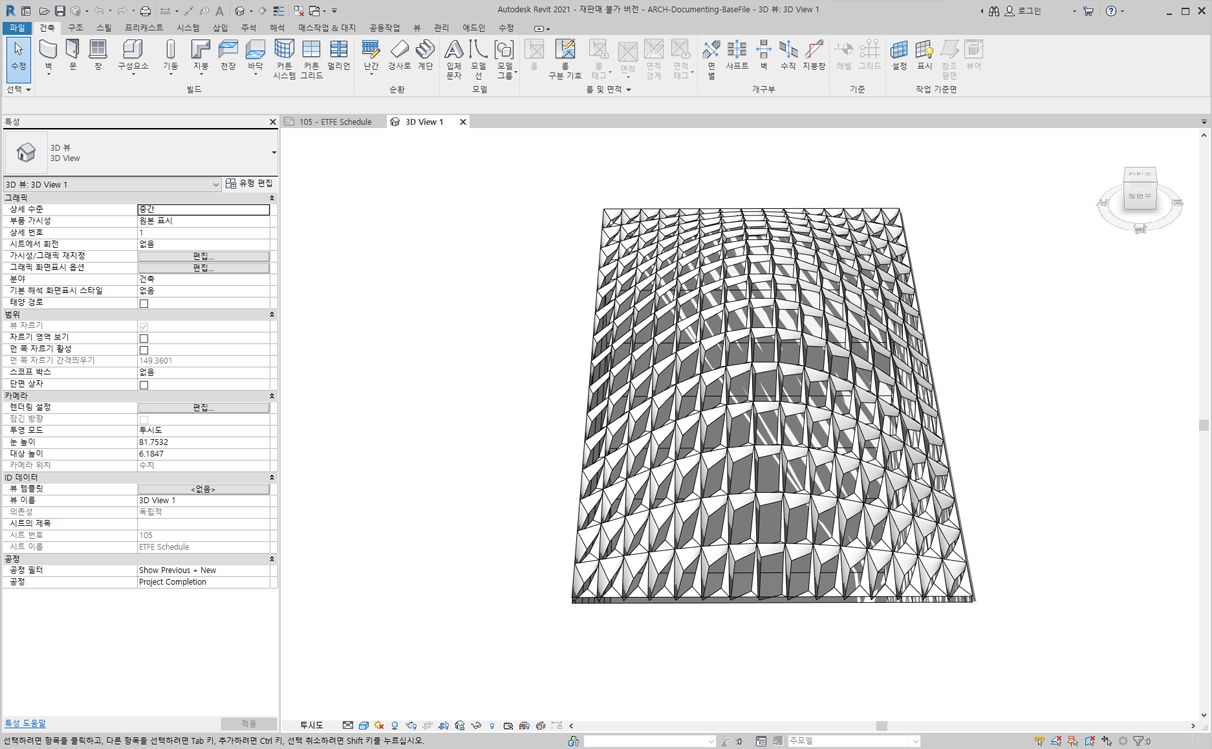 Autodesk Revit 2021 - 재판매 불가 버전 - ARCH-Documenting-BaseFile - 3D 뷰: 3D View 1
로그인
파일 건축 구조 스틸 프리캐스트 시스템 삽입 주석 해석 매스작업 & 대지 공동작업 뷰 관리 애드인 수정
수정
벽
문
창
구성요소
기둥
지붕
천장
바닥
커튼 시스템
커튼 그리드
멀리언
난간
경사로
계단
입체 문자
모델 선
모델 그룹
룸
룸 구분 기호
룸 태그
면적
면적 경계
면적 태그
면별
샤프트
벽
수직
지붕창
레벨
그리드
설정
표시
참조 평면
뷰어
선택
빌드
순환
모델
룸 및 면적
개구부
기준
작업 기준면
특성
105 - ETFE Schedule
3D View 1
3D 뷰
3D View
3D 뷰: 3D View 1
유형 편집
그래픽
상세 수준 중간
부품 가시성 원본 표시
상세 번호 1
시트에서 회전 없음
가시성/그래픽 재지정 편집...
그래픽 화면표시 옵션 편집...
분야 건축
기본 해석 화면표시 스타일 없음
태양 경로
범위
뷰 자르기
자르기 영역 보기
먼 쪽 자르기 활성
먼 쪽 자르기 간격띄우기 149.3601
스코프 박스 없음
단면 상자
카메라
렌더링 설정 편집...
잠긴 방향
투영 모드 투시도
눈 높이 81.7532
대상 높이 6.1847
카메라 위치 수지
ID 데이터
뷰 템플릿 <없음>
뷰 이름 3D View 1
의존성 독립적
시트의 제목
시트 번호 105
시트 이름 ETFE Schedule
공정
공정 필터 Show Previous + New
공정 Project Completion
특성 도움말
적용
투시도
선택하려면 항목을 클릭하고, 다른 항목을 선택하려면 Tab 키, 추가하려면 Ctrl 키, 선택 취소하려면 Shift 키를 누르십시오.
:0
주모델
:0